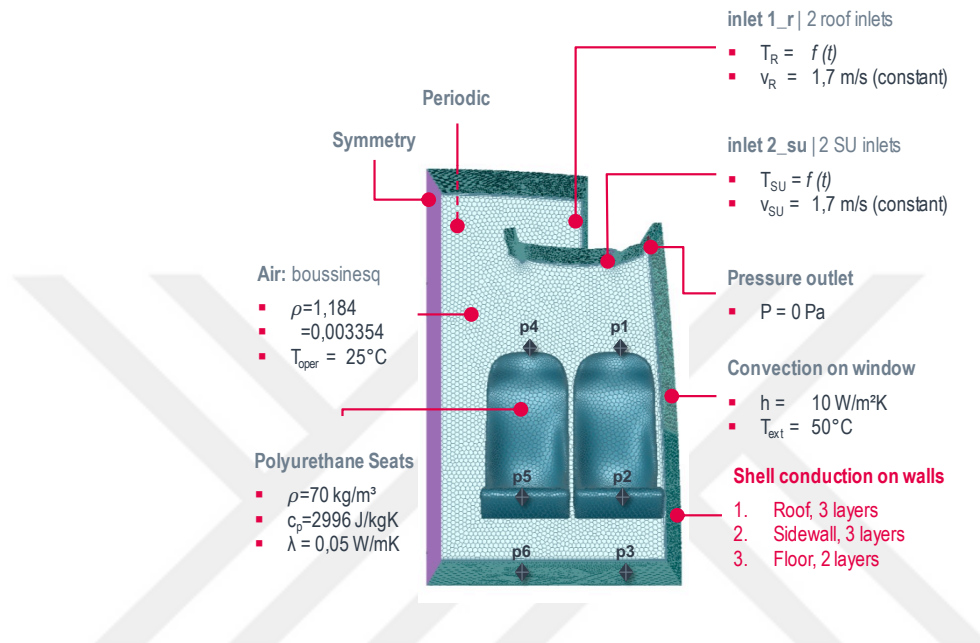 inlet 1_r | 2 roof inlets
▪ T_R = f (t)
▪ v_R = 1,7 m/s (constant)
Periodic
Symmetry
inlet 2_su | 2 SU inlets
▪ T_SU = f (t)
▪ v_SU = 1,7 m/s (constant)
Air: boussinesq
▪ ρ=1,184
▪ =0,003354
▪ T_oper = 25°C
Pressure outlet
▪ P = 0 Pa
p4
p1
Convection on window
▪ h = 10 W/m²K
▪ T_ext = 50°C
Polyurethane Seats
▪ ρ=70 kg/m³
▪ c_p=2996 J/kgK
▪ λ = 0,05 W/mK
p5
p2
Shell conduction on walls
1. Roof, 3 layers
2. Sidewall, 3 layers
3. Floor, 2 layers
p6
p3